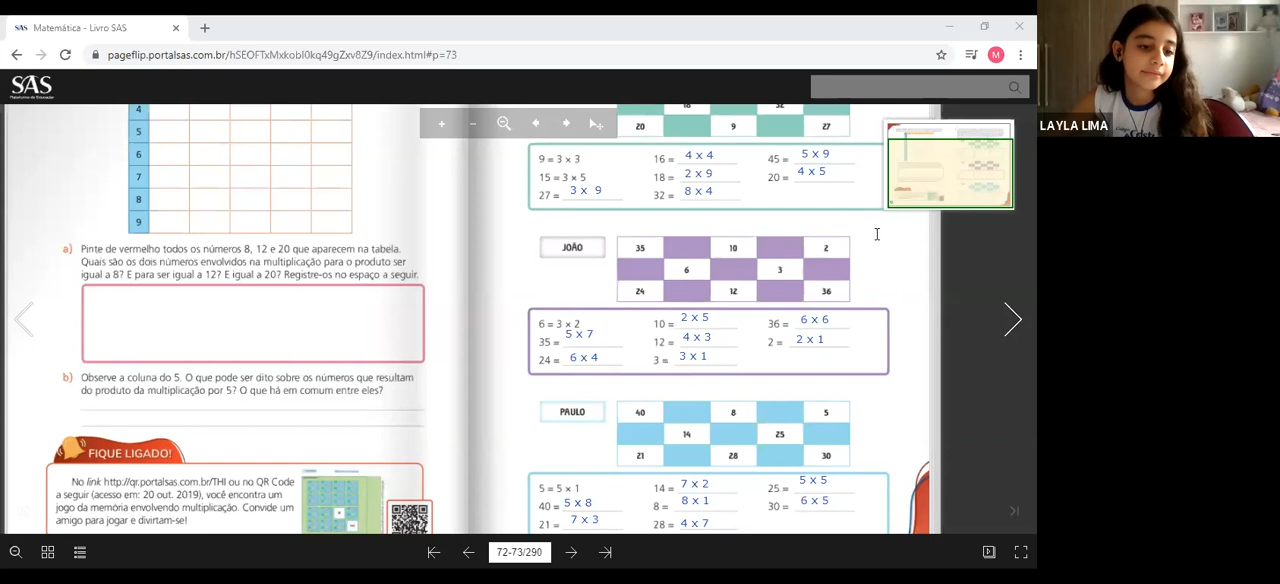 SAS Matemática - Livro SAS
pageflip.portalsas.com.br/hSEOFTxMxkobI0kq49gZxv8Z9/index.html#p=73
M
SAS
Plataforma de Educação
LAYLA LIMA
4
5
6
7
8
9
a) Pinte de vermelho todos os números 8, 12 e 20 que aparecem na tabela.
Quais são os dois números envolvidos na multiplicação para o produto ser
igual a 8? E para ser igual a 12? E igual a 20? Registre-os no espaço a seguir.
b) Observe a coluna do 5. O que pode ser dito sobre os números que resultam
do produto da multiplicação por 5? O que há em comum entre eles?
FIQUE LIGADO!
No link http://qr.portalsas.com.br/THI ou no QR Code
a seguir (acesso em: 20 out. 2019), você encontra um
jogo da memória envolvendo multiplicação. Convide um
amigo para jogar e divirtam-se!
18 32
20 9 27
9 = 3 x 3 16 = 4 x 4 45 = 5 x 9
15 = 3 x 5 18 = 2 x 9 20 = 4 x 5
27 = 3 x 9 32 = 8 x 4
JOÃO
35 10 2
6 3
24 12 36
6 = 3 x 2 10 = 2 x 5 36 = 6 x 6
35 = 5 x 7 12 = 4 x 3 2 = 2 x 1
24 = 6 x 4 3 = 3 x 1
PAULO
40 8 5
14 25
21 28 30
5 = 5 x 1 14 = 7 x 2 25 = 5 x 5
40 = 5 x 8 8 = 8 x 1 30 = 6 x 5
21 = 7 x 3 28 = 4 x 7
72-73/290